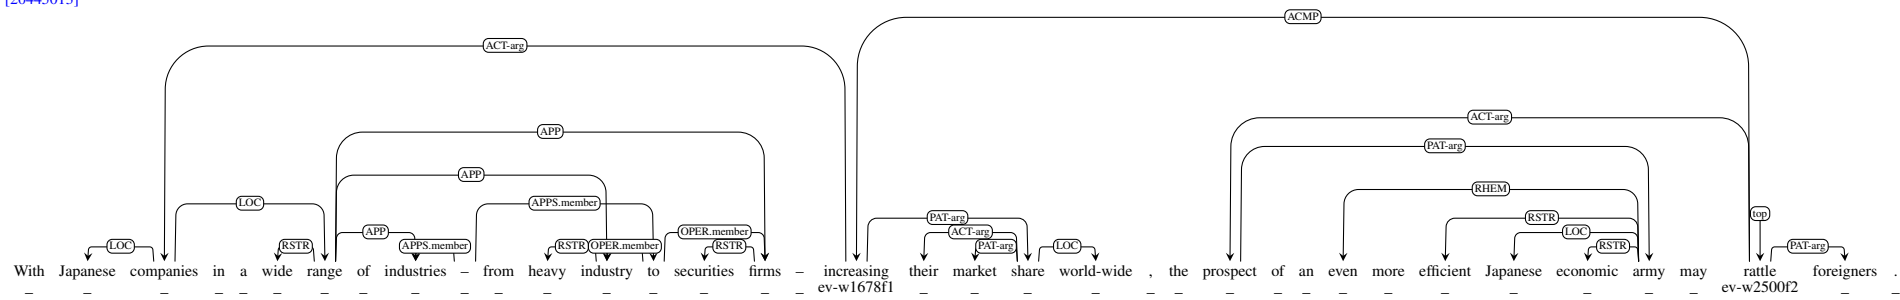 ACMP
ACT-arg
APP
ACT-arg
PAT-arg
APP
RHEM
LOC
APPS.member
top
PAT-arg
RSTR
LOC
RSTR
APP
APPS.member
RSTR
OPER.member
OPER.member
RSTR
ACT-arg
PAT-arg
LOC
LOC
RSTR
PAT-arg
With Japanese companies in a wide range of industries – from heavy industry to securities firms – increasing their market share world-wide , the prospect of an even more efficient Japanese economic army may rattle foreigners .
_ _ _ _ _ _ _ _ _ _ _ _ _ _ _ _ _ ev-w1678f1 _ _ _ _ _ _ _ _ _ _ _ _ _ _ _ _ ev-w2500f2 _ _